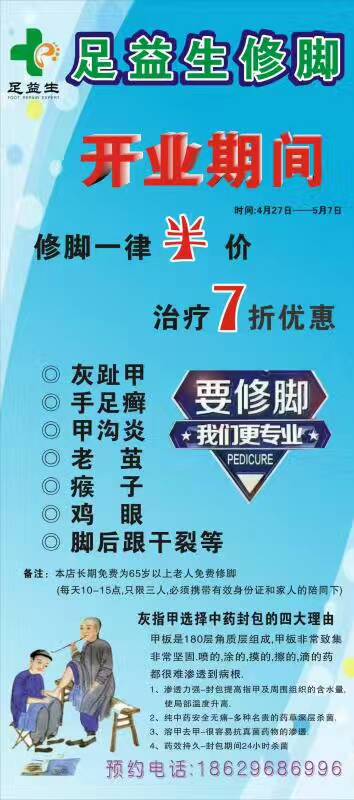 足益生修脚
足益生
FOOT REPAIR EXPERT
开业期间
时间:4月27日——5月7日
修脚一律半价
治疗7折优惠
◎ 灰趾甲
◎ 手足癣
◎ 甲沟炎
◎ 老 茧
◎ 瘊 子
◎ 鸡 眼
◎ 脚后跟干裂等
要修脚
我们更专业
PEDICURE
备注: 本店长期免费为65岁以上老人免费修脚
(每天10-15点,只限三人,必须携带有效身份证和家人的陪同下)
灰指甲选择中药封包的四大理由
甲板是180层角质层组成,甲板非常致集
非常坚固.喷的,涂的,摸的,擦的,滴的药
都很难渗透到病根.
1、渗透力强-封包提高指甲及周围组织的含水量,
使局部温度升高.
2、纯中药安全无痛-多种名贵的药草深层杀菌.
3、溶甲去甲-很容易抗真菌药物的渗透.
4、药效持久-封包期间24小时杀菌
预约电话:18629686996